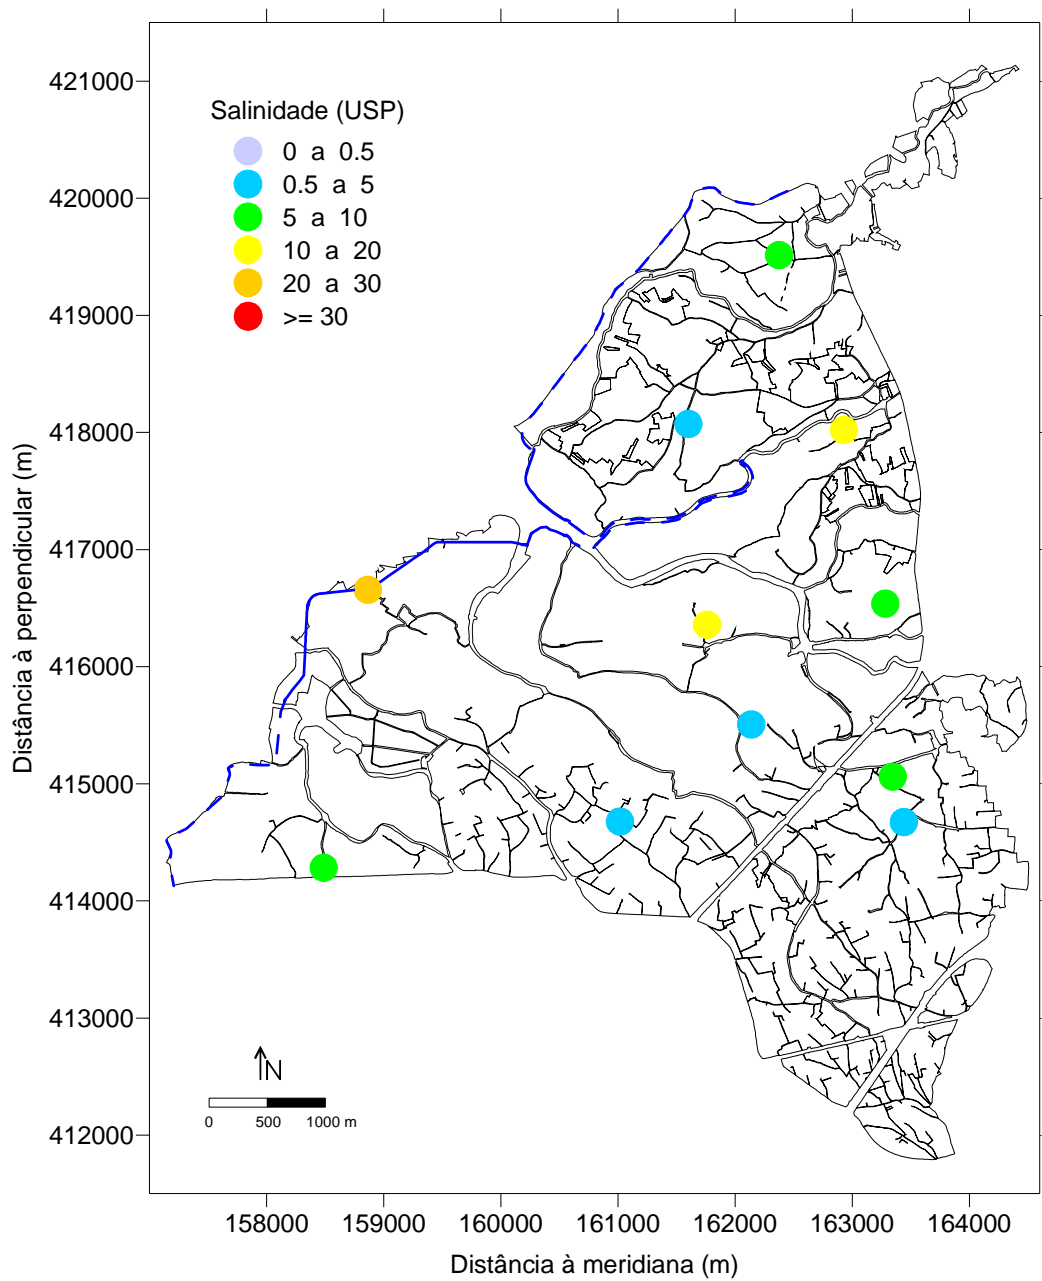 421000
420000
419000
418000
417000
416000
415000
414000
413000
412000
Distância à perpendicular (m)
Salinidade (USP)
0 a 0.5
0.5 a 5
5 a 10
10 a 20
20 a 30
>= 30
N
0 500 1000 m
158000 159000 160000 161000 162000 163000 164000
Distância à meridiana (m)